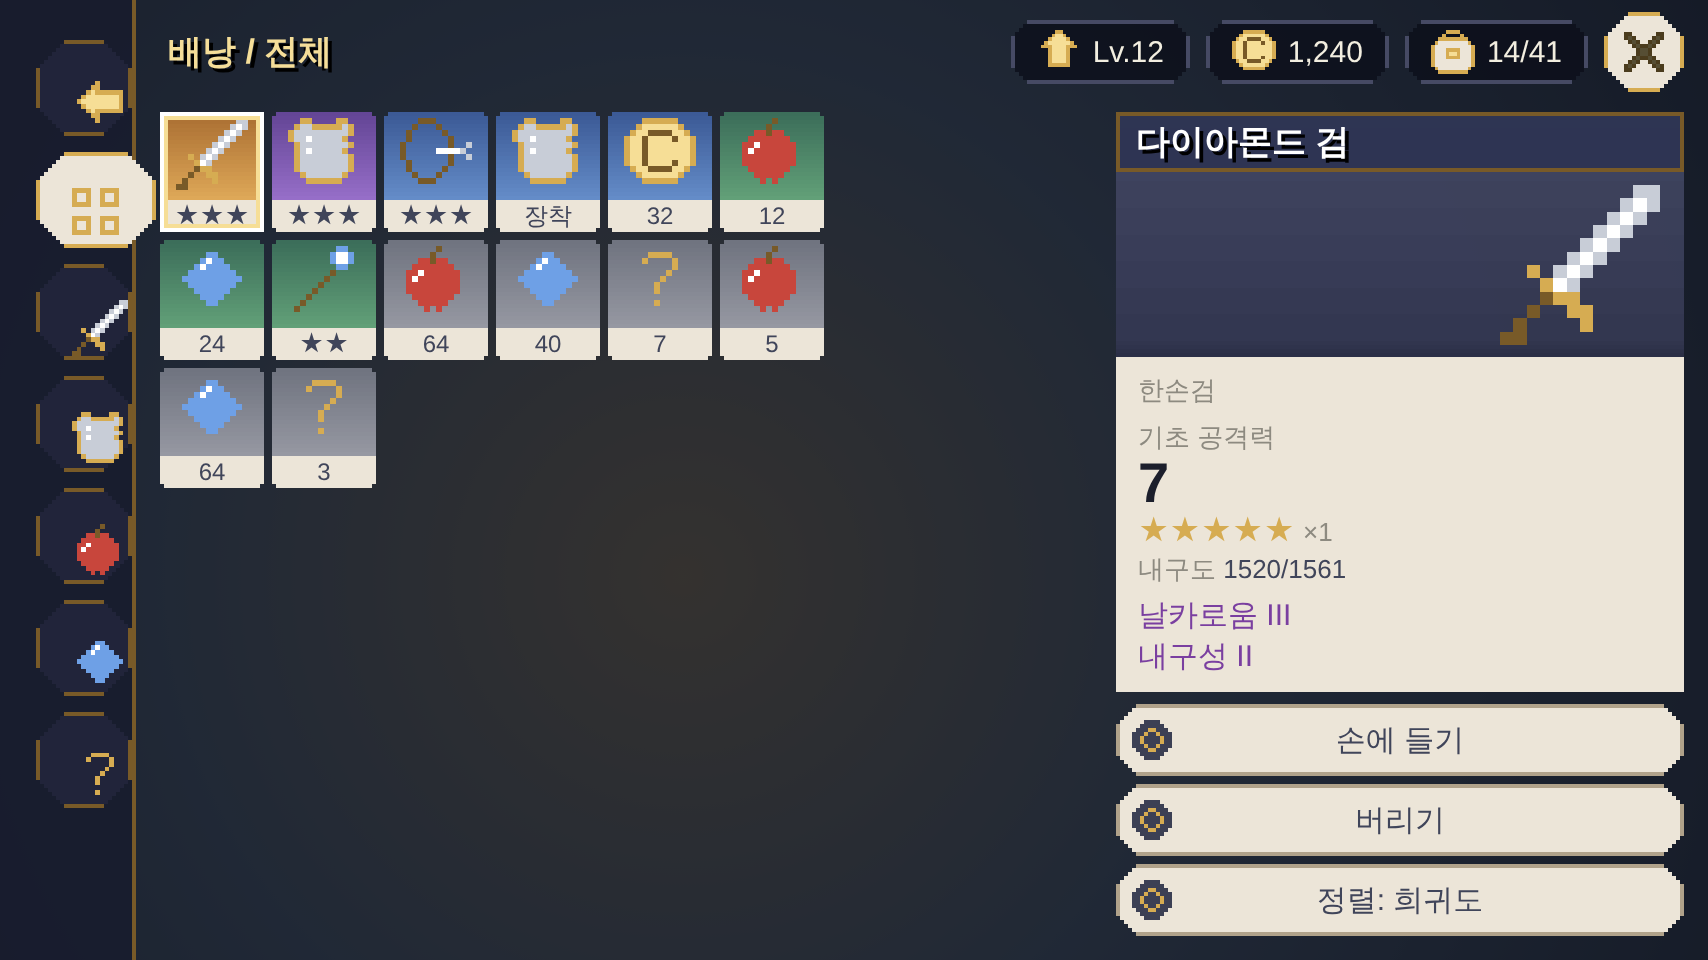 배낭 / 전체
Lv.12
1,240
14/41
★★★
★★★
★★★
장착
32
12
24
★★
64
40
7
5
64
3
다이아몬드 검
한손검
기초 공격력
7
★★★★★ ×1
내구도 1520/1561
날카로움 III
내구성 II
손에 들기
버리기
정렬: 희귀도